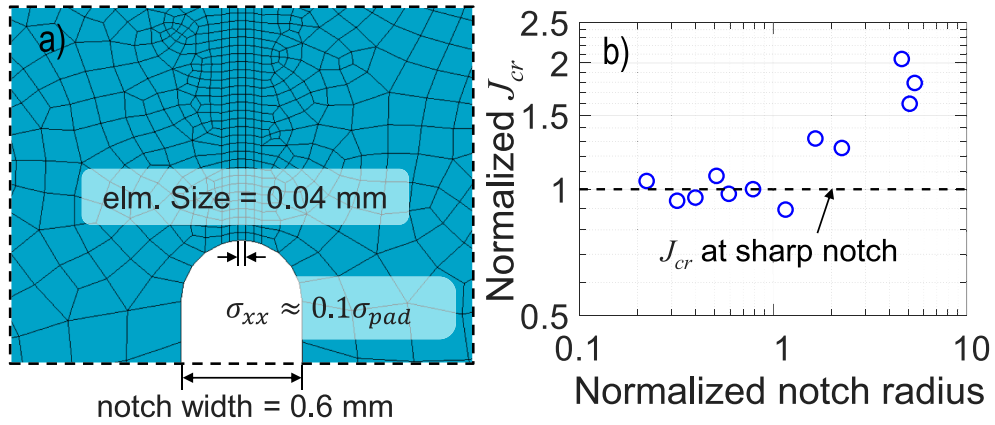 a)
elm. Size = 0.04 mm
σxx ≈ 0.1σpad
notch width = 0.6 mm
b)
Normalized Jcr
2.5
2
1.5
1
0.5
Jcr at sharp notch
0.1
1
10
Normalized notch radius